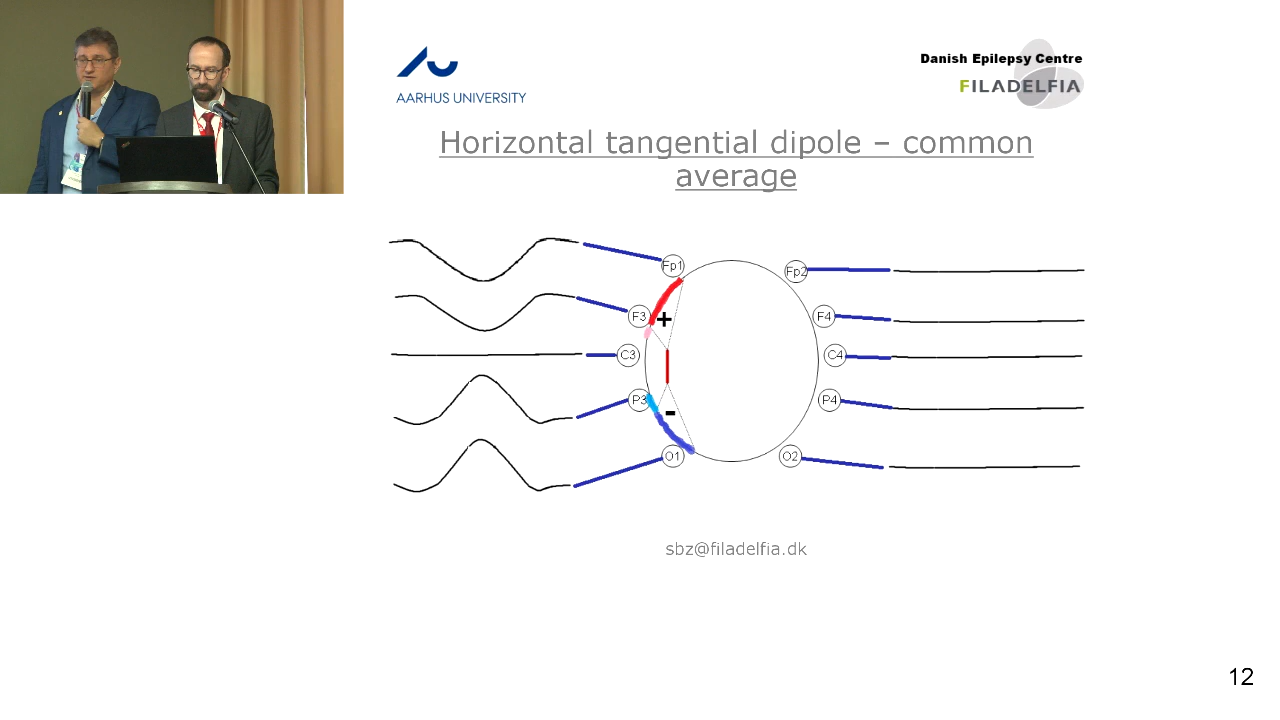 AARHUS UNIVERSITY
Danish Epilepsy Centre
FILADELFIA
Horizontal tangential dipole – common
average
Fp1
Fp2
F3
+
F4
C3
C4
P3
-
P4
O1
O2
sbz@filadelfia.dk
12